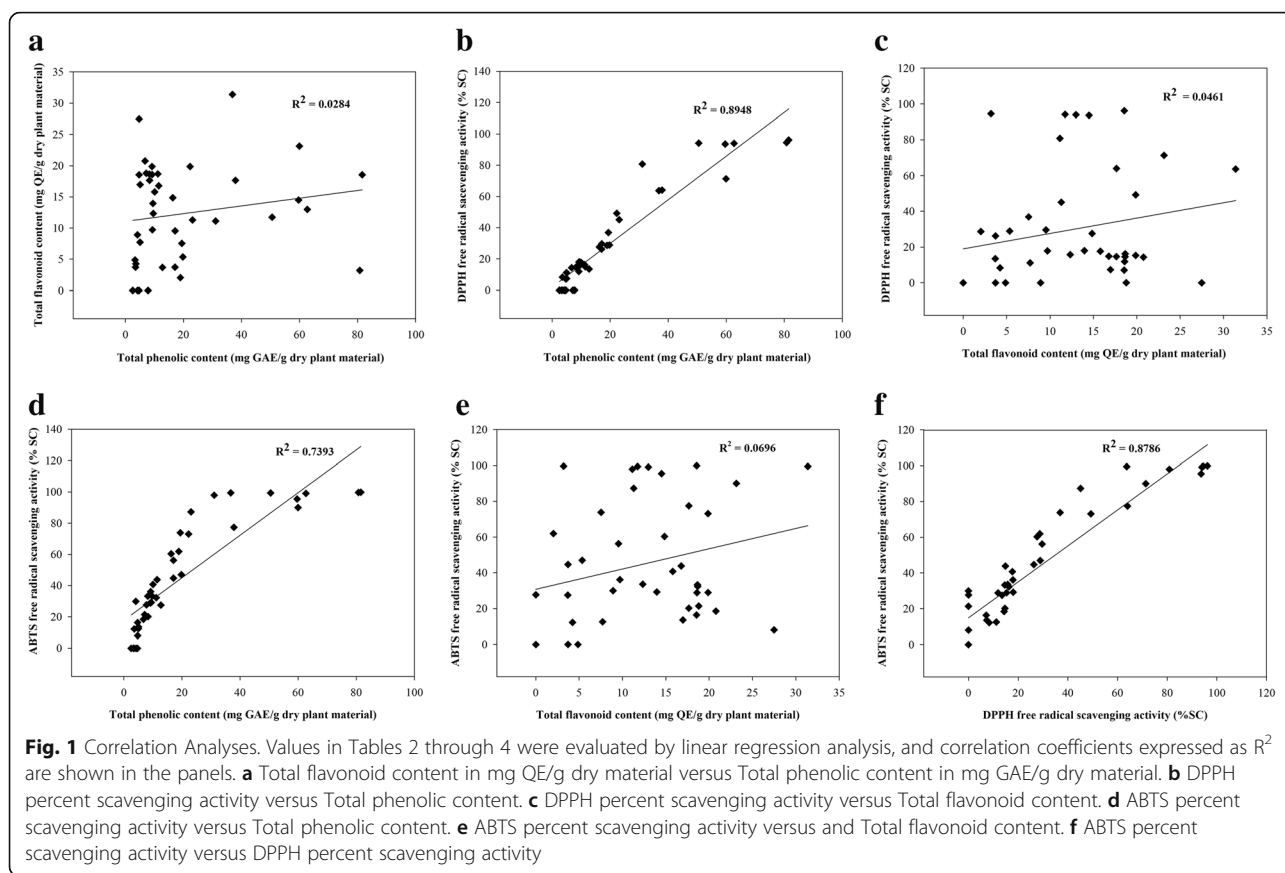 a
Total flavonoid content (mg QE/g dry plant material)
35
30
25
20
15
10
5
0
R² = 0.0284
0 20 40 60 80 100
Total phenolic content (mg GAE/g dry plant material)
b
DPPH free radical sacevenging activity (% SC)
140
120
100
80
60
40
20
0
R² = 0.8948
0 20 40 60 80 100
Total phenolic content (mg GAE/g dry plant material)
c
DPPH free radical scavenging activity (% SC)
120
100
80
60
40
20
0
R² = 0.0461
0 5 10 15 20 25 30 35
Total flavonoid content (mg QE/g dry plant material)
d
ABTS free radical scavenging activity (% SC)
140
120
100
80
60
40
20
0
R² = 0.7393
0 20 40 60 80 100
Total phenolic content (mg GAE/g dry plant material)
e
ABTS free radical scavenging activity (% SC)
120
100
80
60
40
20
0
R² = 0.0696
0 5 10 15 20 25 30 35
Total flavonoid content (mg QE/g dry plant material)
f
ABTS free radical scavenging activity (% SC)
120
100
80
60
40
20
0
R² = 0.8786
0 20 40 60 80 100 120
DPPH free radical scavenging activity (%SC)
Fig. 1 Correlation Analyses. Values in Tables 2 through 4 were evaluated by linear regression analysis, and correlation coefficients expressed as R²
are shown in the panels. a Total flavonoid content in mg QE/g dry material versus Total phenolic content in mg GAE/g dry material. b DPPH
percent scavenging activity versus Total phenolic content. c DPPH percent scavenging activity versus Total flavonoid content. d ABTS percent
scavenging activity versus Total phenolic content. e ABTS percent scavenging activity versus and Total flavonoid content. f ABTS percent
scavenging activity versus DPPH percent scavenging activity